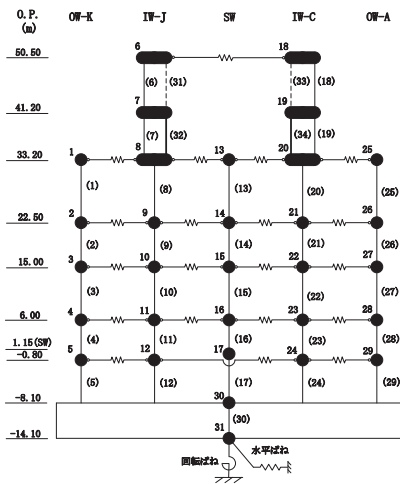 O.P. OW-K IW-J SW IW-C OW-A
(m)
50.50 6 18
(6) (31) (33) (18)
41.20 7 19
(7) (32) (34) (19)
33.20 1 8 13 20 25
(1) (8) (13) (20) (25)
22.50 2 9 14 21 26
(2) (9) (14) (21) (26)
15.00 3 10 15 22 27
(3) (10) (15) (22) (27)
6.00 4 11 16 23 28
1.15(SW) (4) (11) (16) (23) (28)
-0.80 5 12 17 24 29
(5) (12) (17) (24) (29)
-8.10 30
(30)
-14.10 31
水平ばね
回転ばね